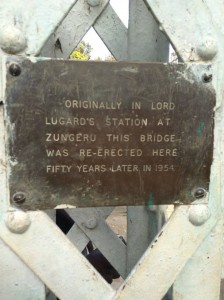 ORIGINALLY IN LORD
LUGARD'S STATION AT
ZUNGERU THIS BRIDGE
WAS RE-ERECTED HERE
FIFTY YEARS LATER IN 1954